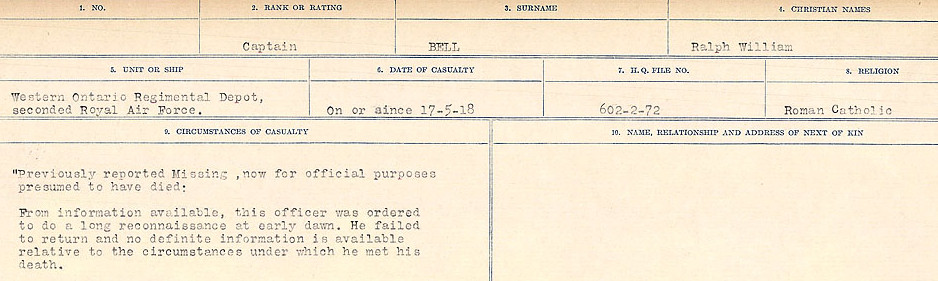 1. NO. 2. RANK OR RATING 3. SURNAME 4. CHRISTIAN NAMES
Captain BELL Ralph William
5. UNIT OR SHIP 6. DATE OF CASUALTY 7. H. Q. FILE NO. 8. RELIGION
Western Ontario Regimental Depot,
seconded Royal Air Force. On or since 17-5-18 602-2-72 Roman Catholic
9. CIRCUMSTANCES OF CASUALTY 10. NAME, RELATIONSHIP AND ADDRESS OF NEXT OF KIN
"Previously reported Missing ,now for official purposes
presumed to have died:
From information available, this officer was ordered
to do a long reconnaissance at early dawn. He failed
to return and no definite information is available
relative to the circumstances under which he met his
death.